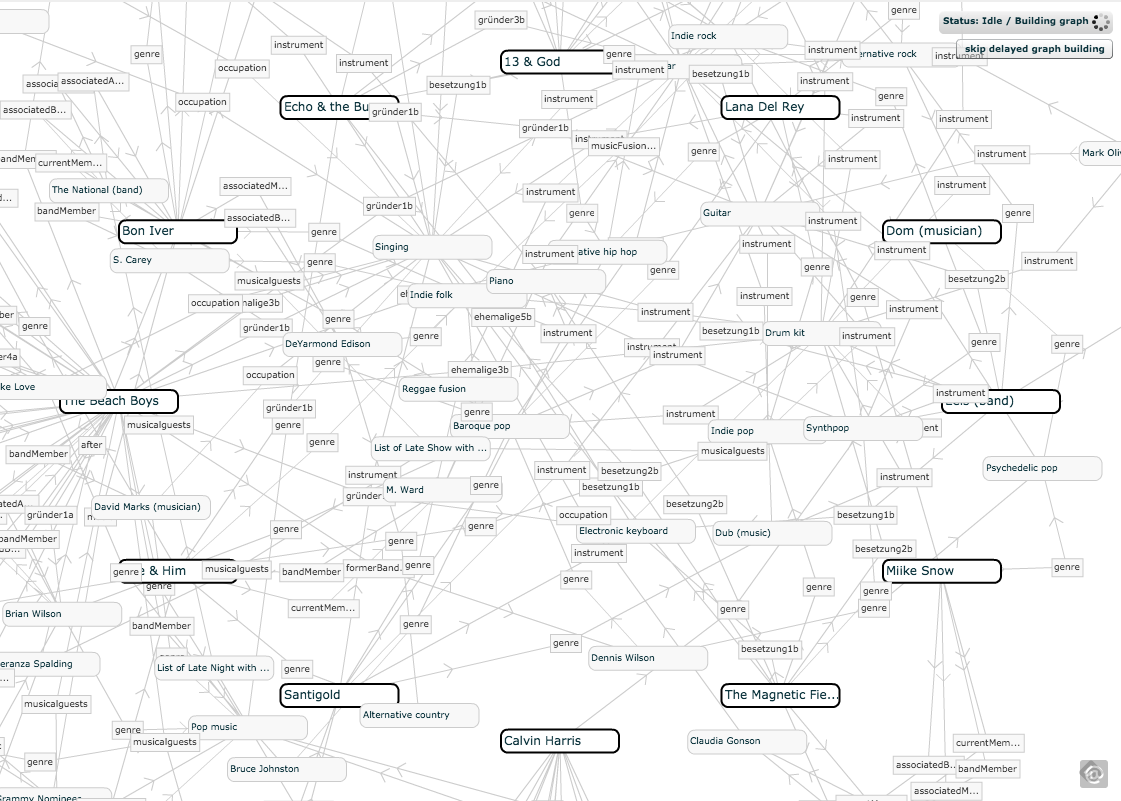 genre
Status: Idle / Building graph
gründer3b
Indie rock
instrument
genre
instrument
ernative rock
instrument
skip delayed graph building
genre
13 & God
instrument
ar
besetzung1b
occupation
associatedA...
besetzung1b
instrument
genre
instrument
occupation
Echo & the Bu
gründer1b
Lana Del Rey
associatedB...
instrument
instrument
gründer1b
musicFusion...
genre
instrument
instrument
Mark Oli
currentMem...
The National (band)
associatedM...
instrument
instrument
bandMember
associatedB...
gründer1b
genre
Guitar
instrument
genre
Bon Iver
genre
Dom (musician)
Singing
instrument
ative hip hop
instrument
instrument
S. Carey
genre
genre
genre
instrument
musicalguests
Piano
besetzung2b
occupation
Indie folk
instrument
genre
instrument
instrument
genre
gründer1b
genre
ehemalige5b
instrument
besetzung1b
Drum kit
instrument
DeYarmond Edison
genre
genre
genre
genre
instrument
occupation
ehemalige3b
ke Love
Reggae fusion
The Beach Boys
gründer1b
genre
instrument
instrument
musicalguests
genre
Baroque pop
Indie pop
Synthpop
after
genre
List of Late Show with ...
musicalguests
bandMember
instrument
instrument
besetzung2b
Psychedelic pop
instrument
M. Ward
genre
besetzung1b
David Marks (musician)
besetzung2b
gründer1a
occupation
besetzung1b
genre
genre
Electronic keyboard
Dub (music)
bandMember
genre
instrument
besetzung2b
genre
& Him
musicalguests
bandMember
formerBand.
genre
Miike Snow
genre
genre
genre
genre
genre
Brian Wilson
currentMem...
genre
genre
bandMember
genre
genre
besetzung1b
eranza Spalding
List of Late Night with ...
genre
Dennis Wilson
Santigold
The Magnetic Fie...
musicalguests
Alternative country
genre
Pop music
musicalguests
Calvin Harris
Claudia Gonson
currentMem...
genre
Bruce Johnston
associatedB...
bandMember
associatedM...
Grammy Nominees